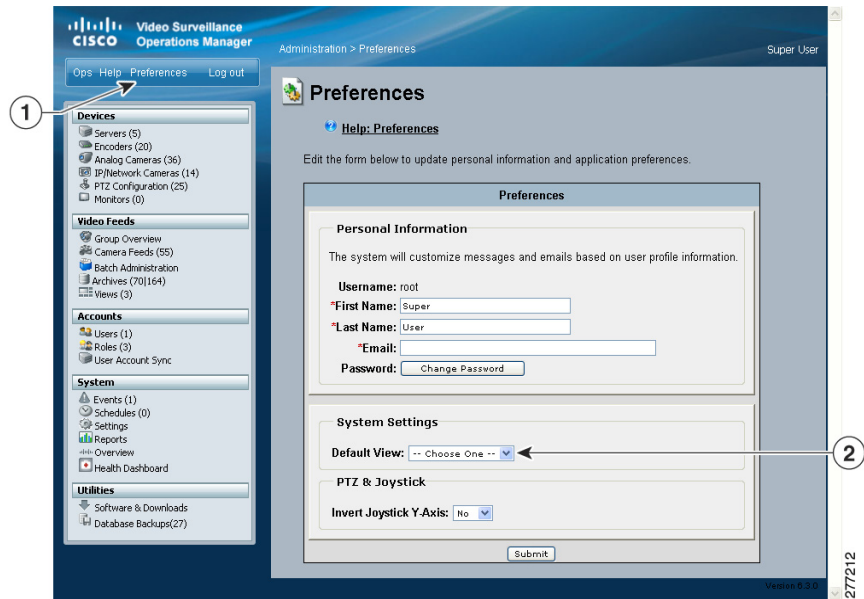 Video Surveillance
CISCO Operations Manager
Administration > Preferences
Super User
Ops Help Preferences Log out
1
Devices
Servers (5)
Encoders (20)
Analog Cameras (36)
IP/Network Cameras (14)
PTZ Configuration (25)
Monitors (0)
Video Feeds
Group Overview
Camera Feeds (55)
Batch Administration
Archives (70|164)
Views (3)
Accounts
Users (1)
Roles (3)
User Account Sync
System
Events (1)
Schedules (0)
Settings
Reports
Overview
Health Dashboard
Utilities
Software & Downloads
Database Backups(27)
Preferences
Help: Preferences
Edit the form below to update personal information and application preferences.
Preferences
Personal Information
The system will customize messages and emails based on user profile information.
Username: root
*First Name: Super
*Last Name: User
*Email:
Password: Change Password
System Settings
Default View: -- Choose One --
2
PTZ & Joystick
Invert Joystick Y-Axis: No
Submit
Version 6.3.0
277212